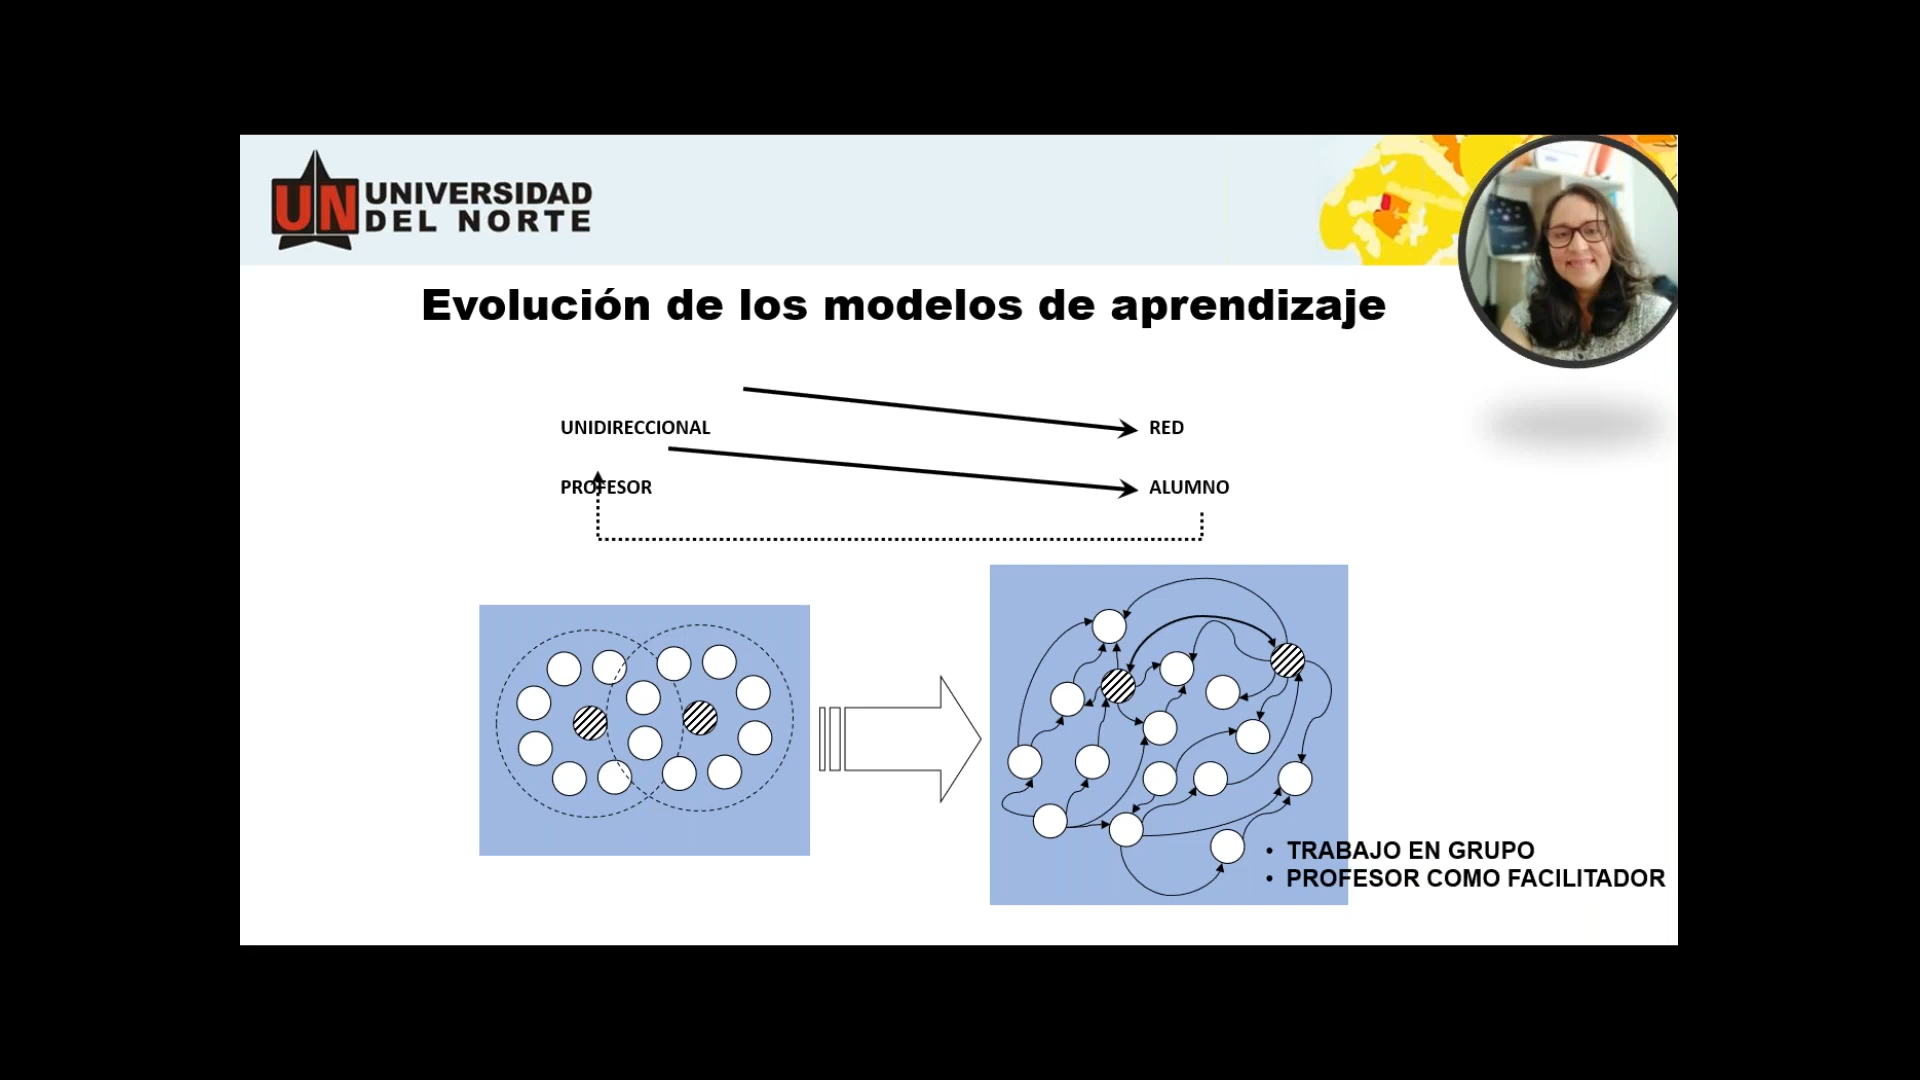 UN UNIVERSIDAD
DEL NORTE
Evolución de los modelos de aprendizaje
UNIDIRECCIONAL
RED
PROFESOR
ALUMNO
• TRABAJO EN GRUPO
• PROFESOR COMO FACILITADOR